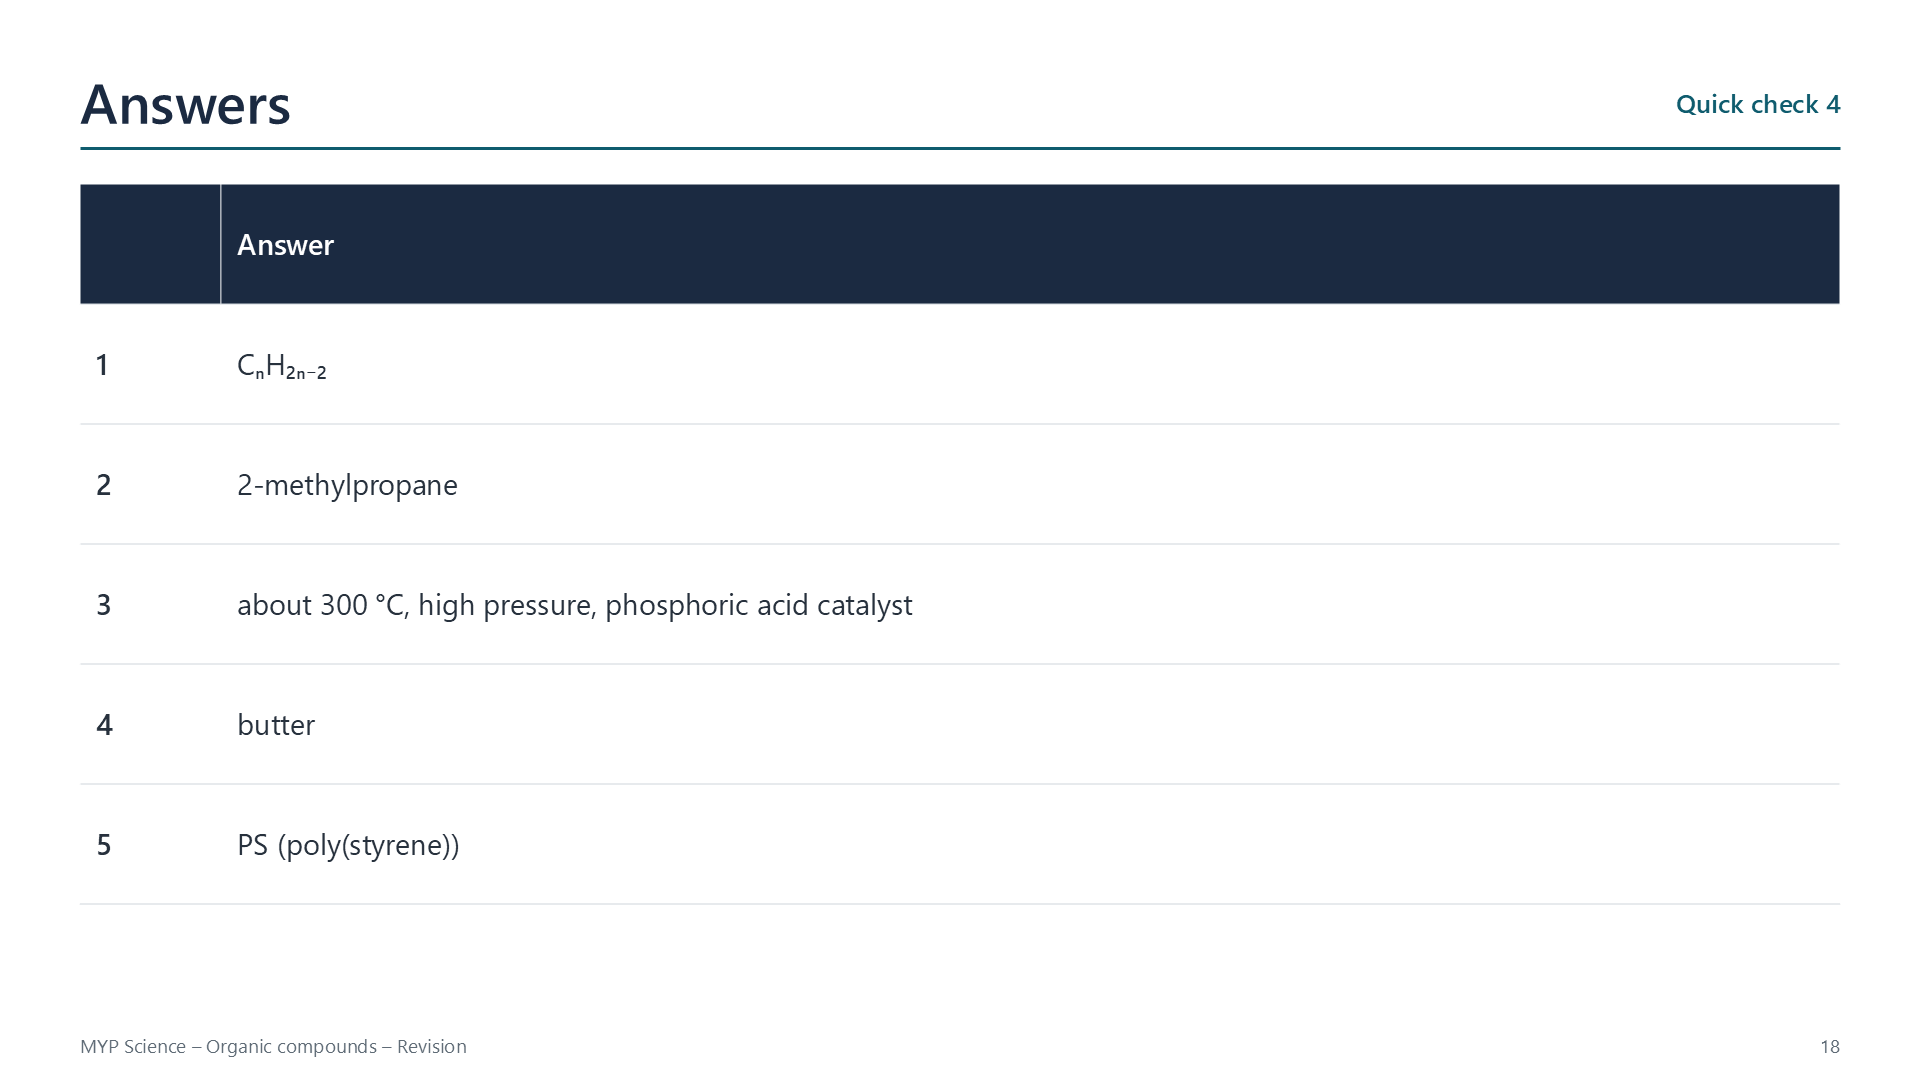 Answers
Quick check 4
Answer
1 CₙH₂ₙ₋₂
2 2-methylpropane
3 about 300 °C, high pressure, phosphoric acid catalyst
4 butter
5 PS (poly(styrene))
MYP Science – Organic compounds – Revision
18